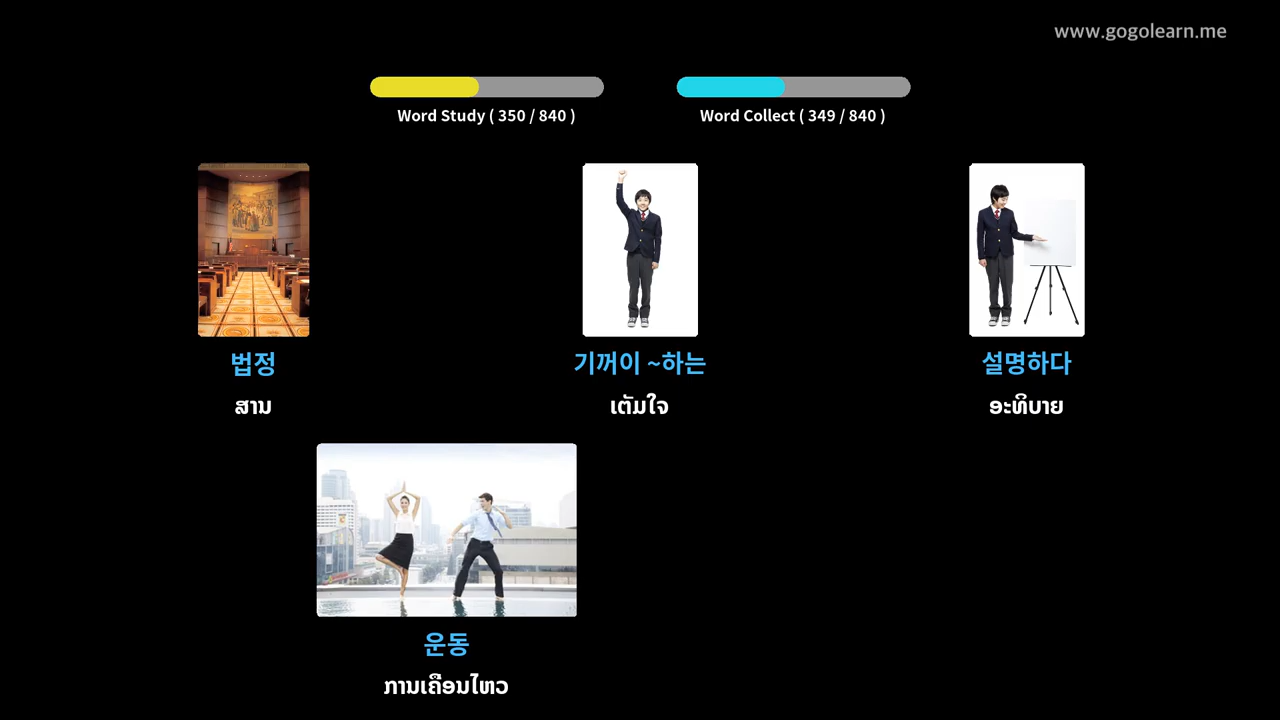 www.gogolearn.me
Word Study ( 350 / 840 )
Word Collect ( 349 / 840 )
법정
ສານ
기꺼이 ~하는
ເຕັມໃຈ
설명하다
ອະທິບາຍ
운동
ການເຄືອນໄຫວ